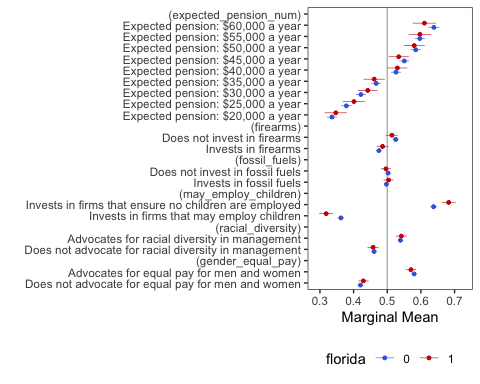 (expected_pension_num)
Expected pension: $60,000 a year
Expected pension: $55,000 a year
Expected pension: $50,000 a year
Expected pension: $45,000 a year
Expected pension: $40,000 a year
Expected pension: $35,000 a year
Expected pension: $30,000 a year
Expected pension: $25,000 a year
Expected pension: $20,000 a year
(firearms)
Does not invest in firearms
Invests in firearms
(fossil_fuels)
Does not invest in fossil fuels
Invests in fossil fuels
(may_employ_children)
Invests in firms that ensure no children are employed
Invests in firms that may employ children
(racial_diversity)
Advocates for racial diversity in management
Does not advocate for racial diversity in management
(gender_equal_pay)
Advocates for equal pay for men and women
Does not advocate for equal pay for men and women
0.3 0.4 0.5 0.6 0.7
Marginal Mean
florida 0 1